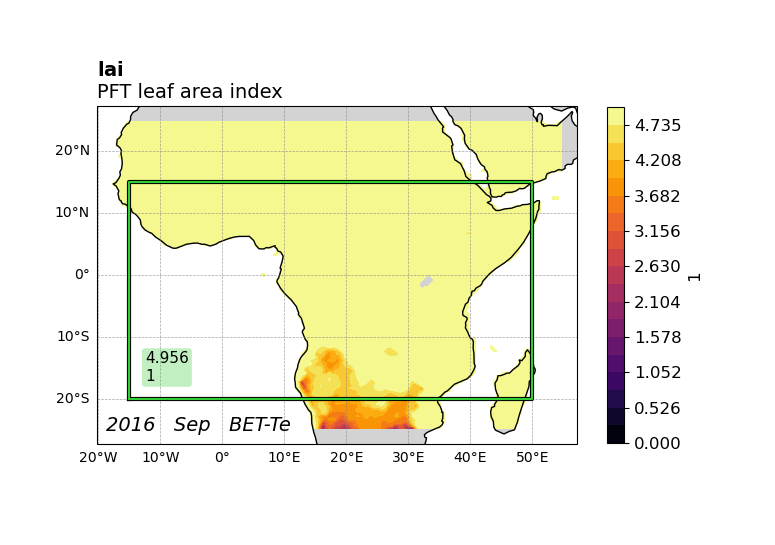 lai
PFT leaf area index
20°N
10°N
0°
10°S
20°S
20°W
10°W
0°
10°E
20°E
30°E
40°E
50°E
4.956
1
2016 Sep BET-Te
4.735
4.208
3.682
3.156
2.630
2.104
1.578
1.052
0.526
0.000
1